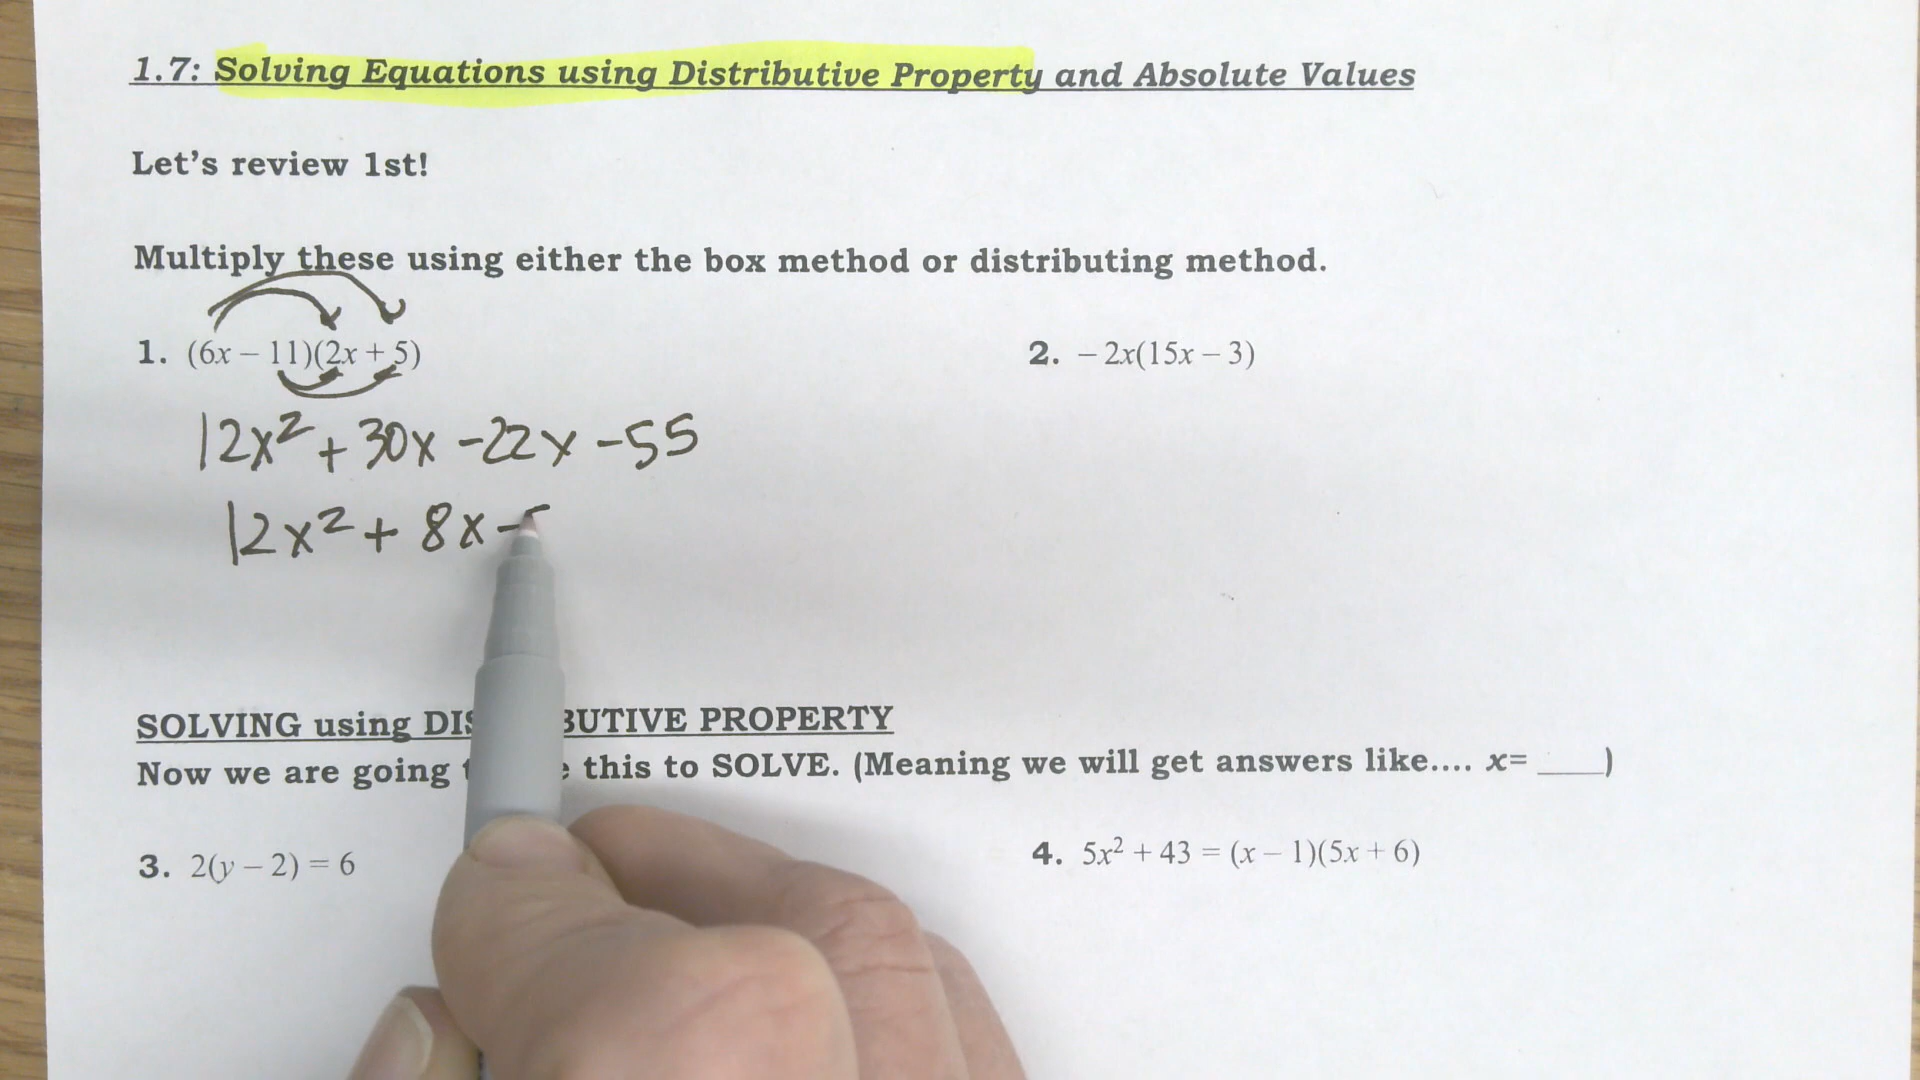 1.7: Solving Equations using Distributive Property and Absolute Values
Let's review 1st!
Multiply these using either the box method or distributing method.
1. (6x – 11)(2x + 5)
2. – 2x(15x – 3)
12x² + 30x -22x -55
12x² + 8x -
SOLVING using DIS BUTIVE PROPERTY
Now we are going this to SOLVE. (Meaning we will get answers like.... x= ____)
3. 2(y – 2) = 6
4. 5x² + 43 = (x – 1)(5x + 6)